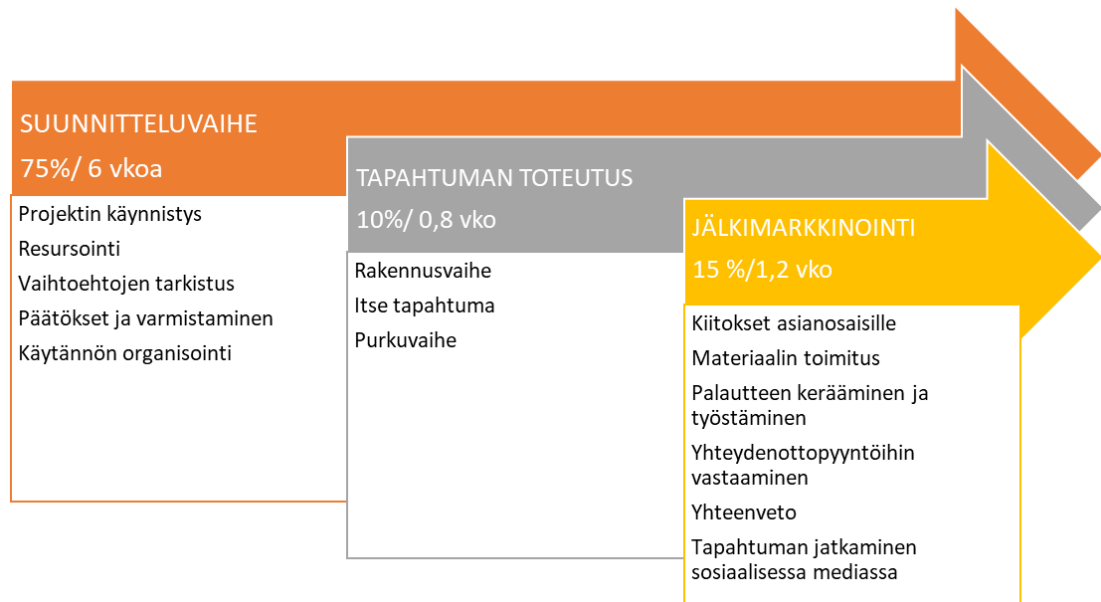 SUUNNITTELUVAIHE
75%/ 6 vkoa
Projektin käynnistys
Resursointi
Vaihtoehtojen tarkistus
Päätökset ja varmistaminen
Käytännön organisointi
TAPAHTUMAN TOTEUTUS
10%/ 0,8 vko
Rakennusvaihe
Itse tapahtuma
Purkuvaihe
JÄLKIMARKKINOINTI
15 %/1,2 vko
Kiitokset asianosaisille
Materiaalin toimitus
Palautteen kerääminen ja
työstäminen
Yhteydenottopyyntöihin
vastaaminen
Yhteenveto
Tapahtuman jatkaminen
sosiaalisessa mediassa